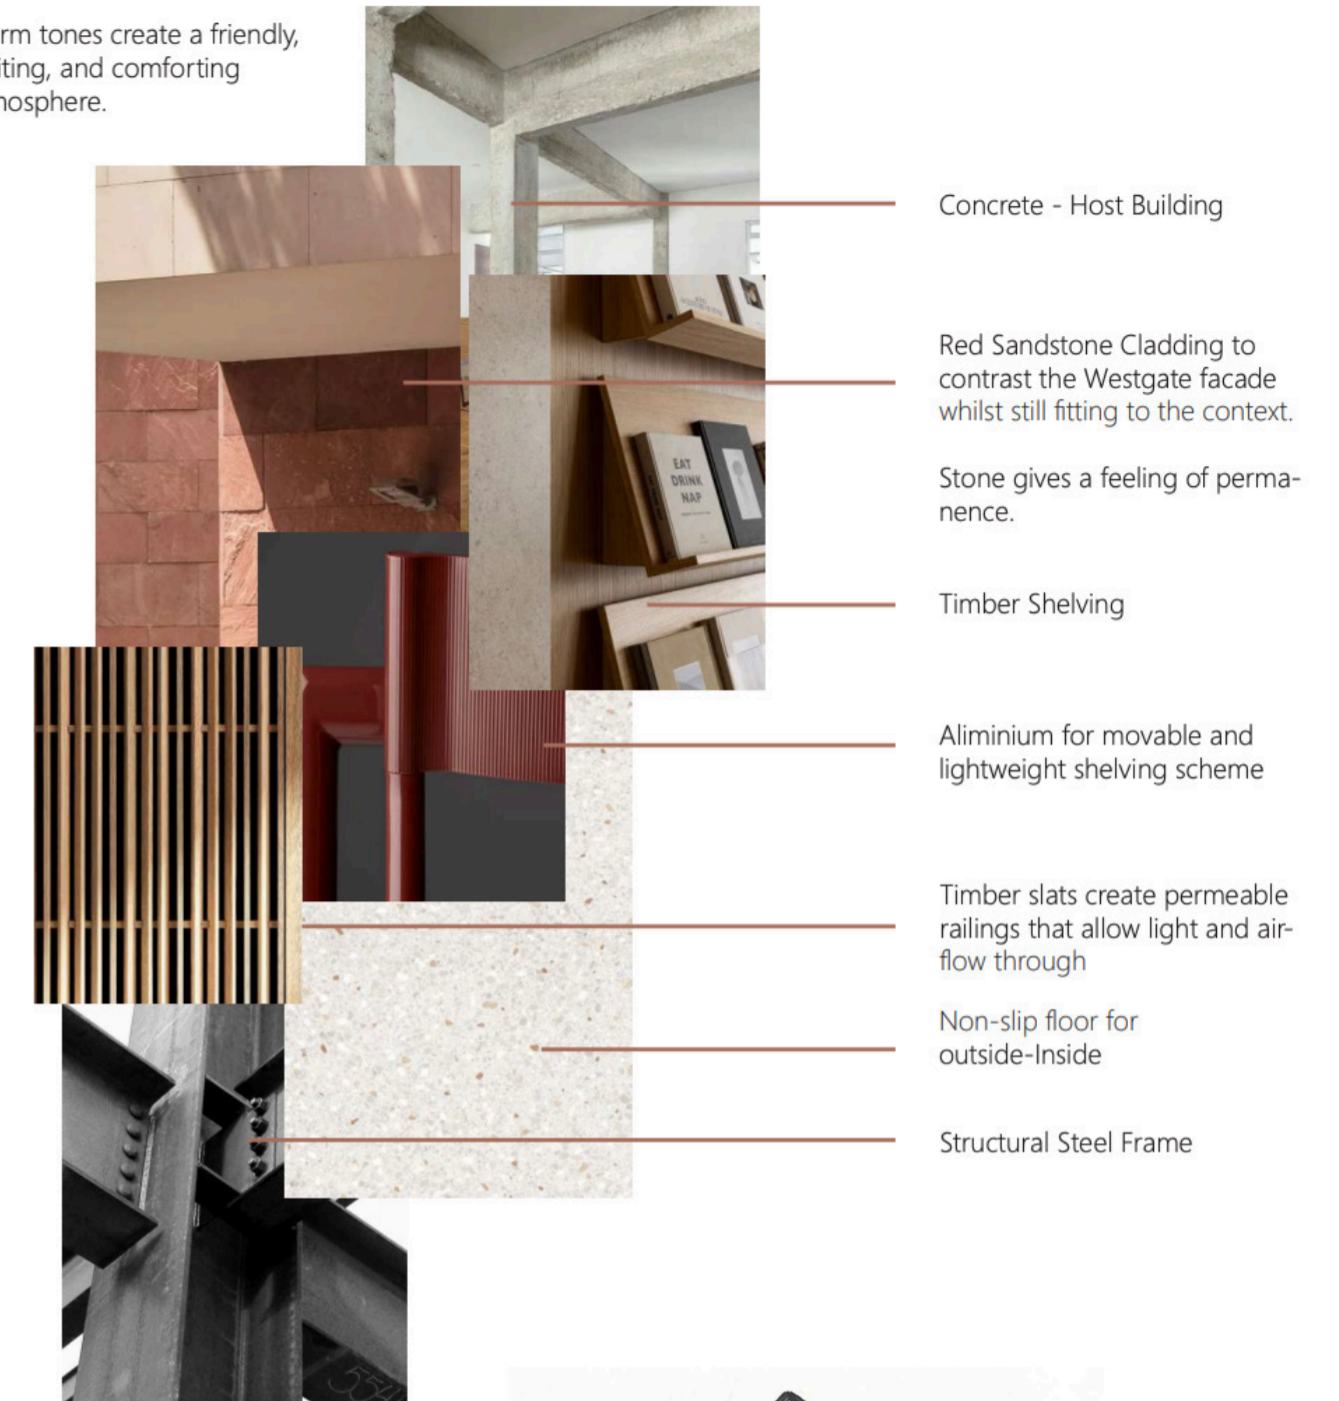 rm tones create a friendly,
iting, and comforting
nosphere.
Concrete - Host Building
Red Sandstone Cladding to
contrast the Westgate facade
whilst still fitting to the context.
Stone gives a feeling of perma-
nence.
EAT
DRINK
NAP
Timber Shelving
Aliminium for movable and
lightweight shelving scheme
Timber slats create permeable
railings that allow light and air-
flow through
Non-slip floor for
outside-Inside
Structural Steel Frame
554